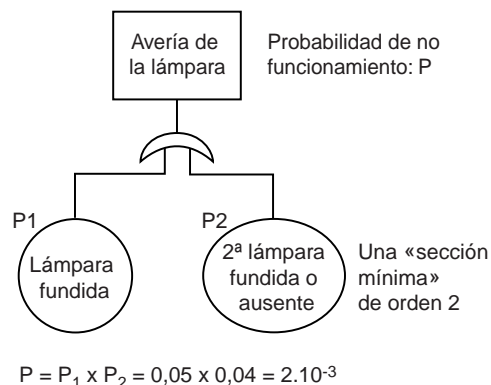 Avería de
la lámpara
Probabilidad de no
funcionamiento: P
P1
Lámpara
fundida
P2
2ª lámpara
fundida o
ausente
Una «sección
mínima»
de orden 2
P = P₁ x P₂ = 0,05 x 0,04 = 2.10⁻³